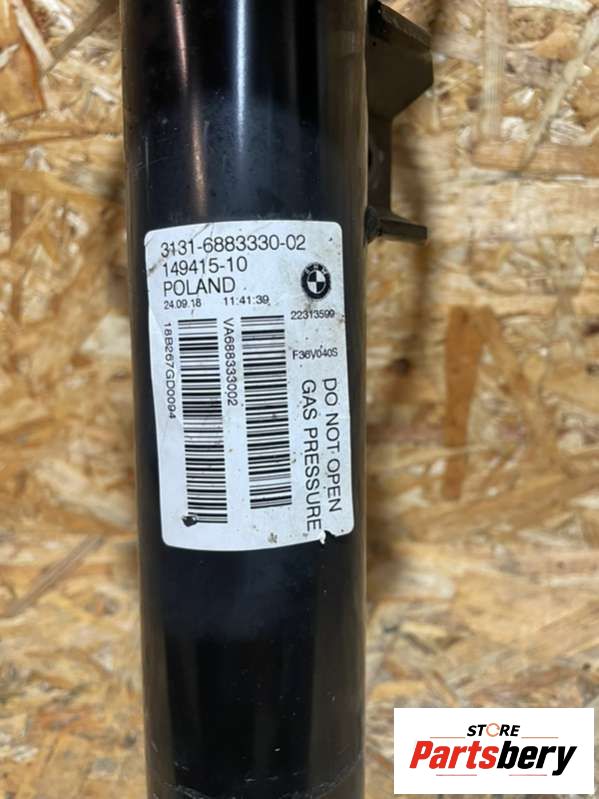 3131-6883330-02
149415-10
POLAND
24.09.18 11:41:39
BMW
22313599
F36V040S
18B267GD0094
VA688333002
DO NOT OPEN
GAS PRESSURE
STORE
Partsbery